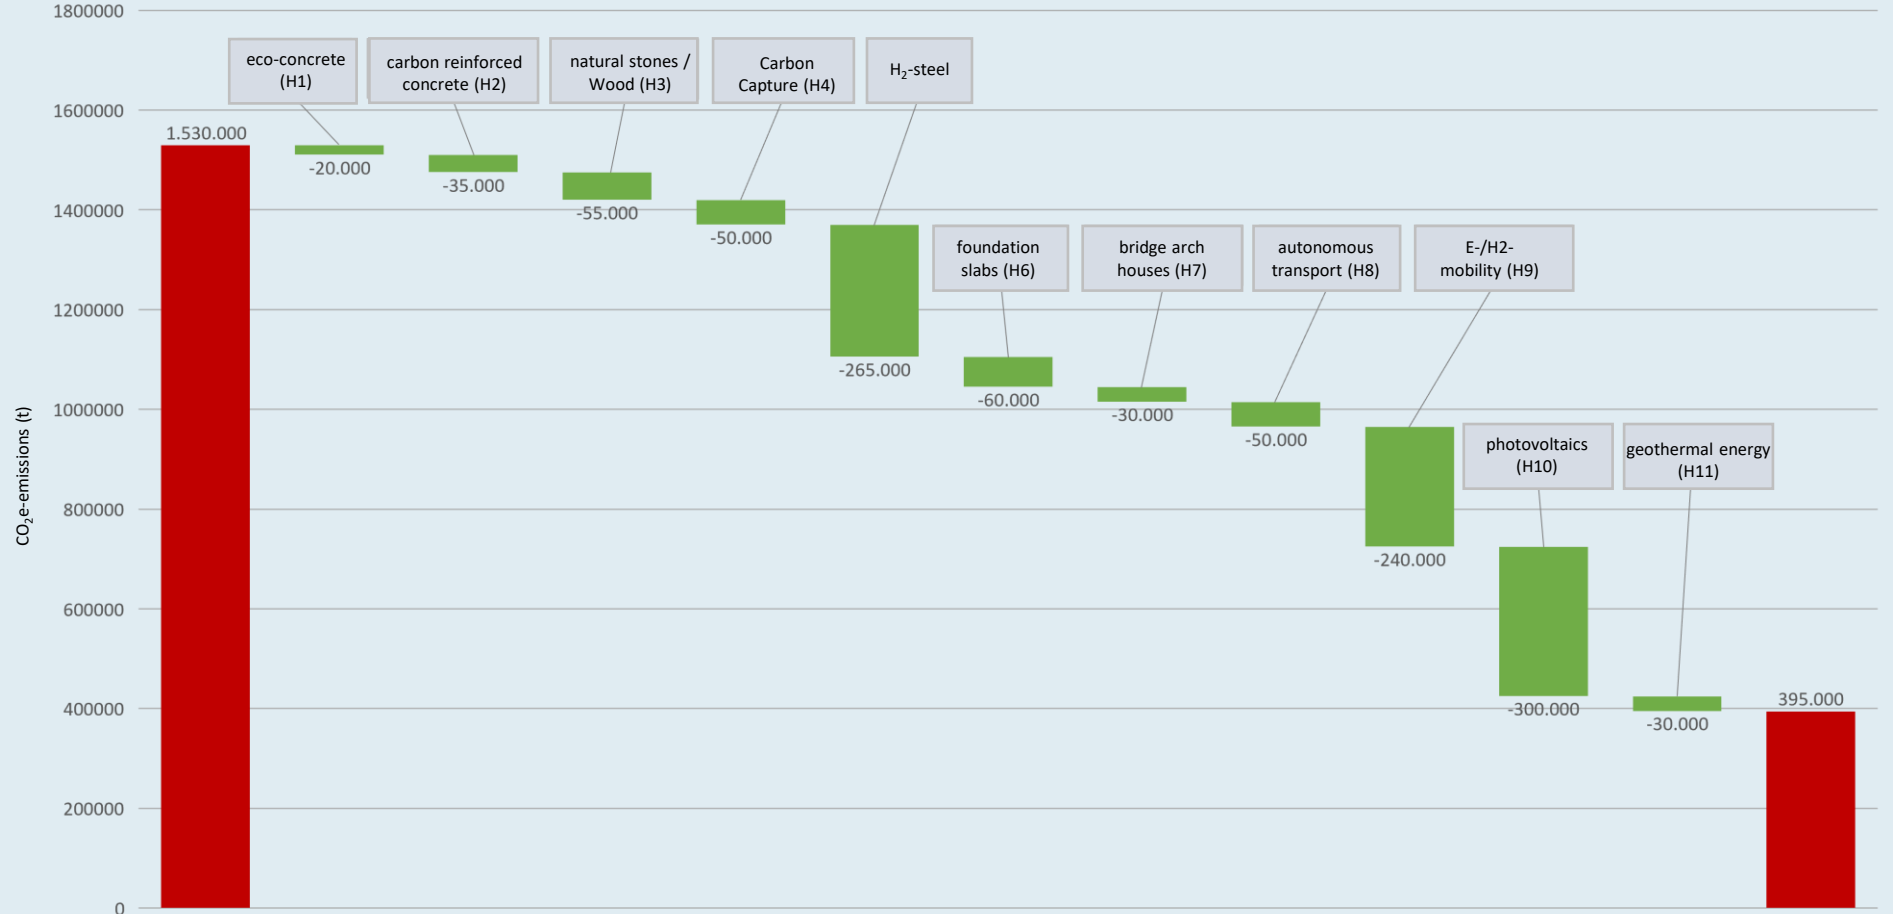 1800000
1600000
1400000
1200000
1000000
800000
600000
400000
200000
0
CO₂e-emissions (t)
eco-concrete
(H1)
carbon reinforced
concrete (H2)
natural stones /
Wood (H3)
Carbon
Capture (H4)
H₂-steel
foundation
slabs (H6)
bridge arch
houses (H7)
autonomous
transport (H8)
E-/H2-
mobility (H9)
photovoltaics
(H10)
geothermal energy
(H11)
1.530.000
-20.000
-35.000
-55.000
-50.000
-265.000
-60.000
-30.000
-50.000
-240.000
-300.000
-30.000
395.000